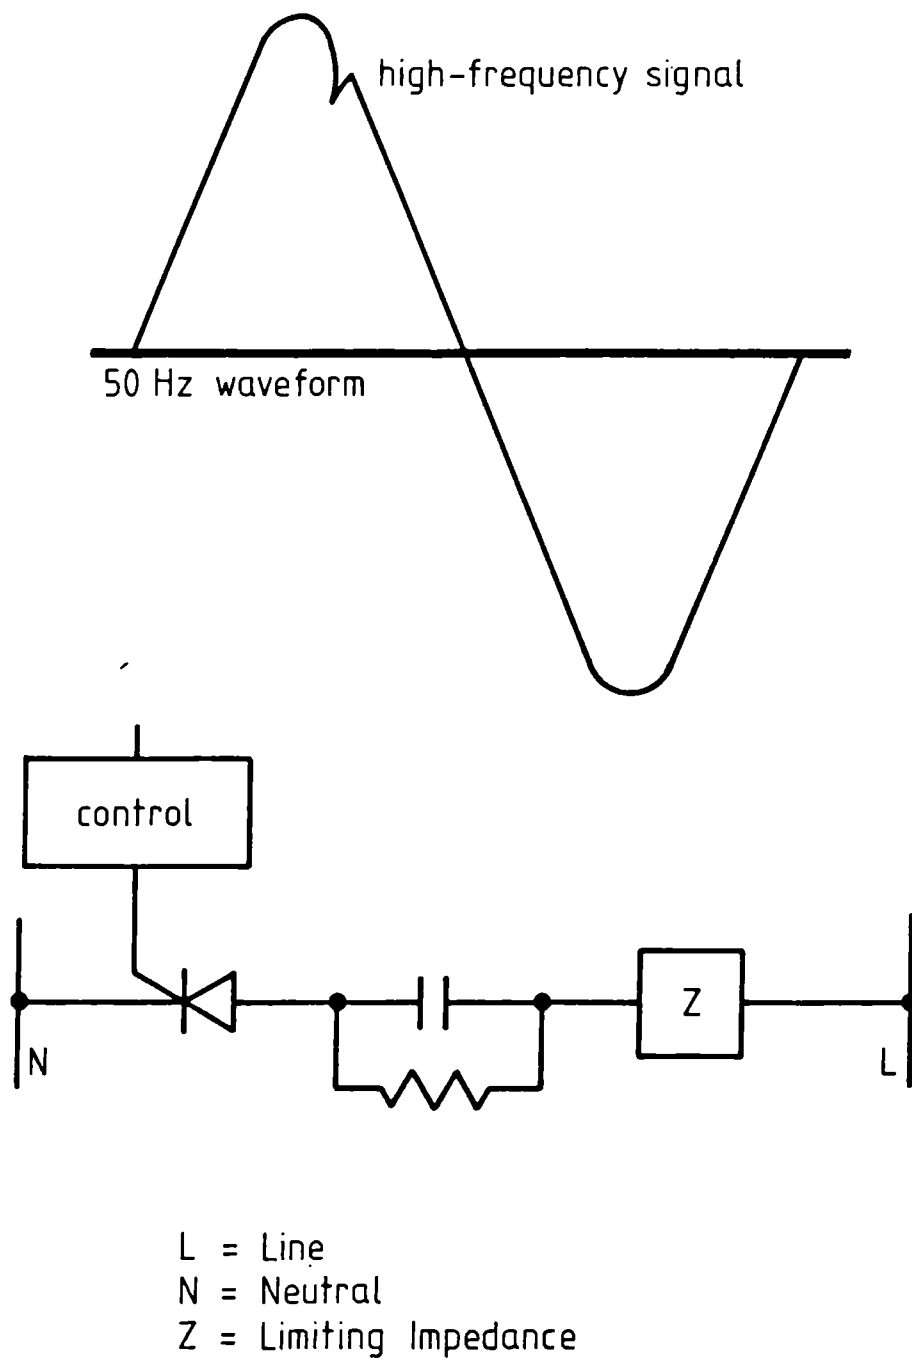 high-frequency signal
50 Hz waveform
control
Z
N
L
L = Line
N = Neutral
Z = Limiting Impedance